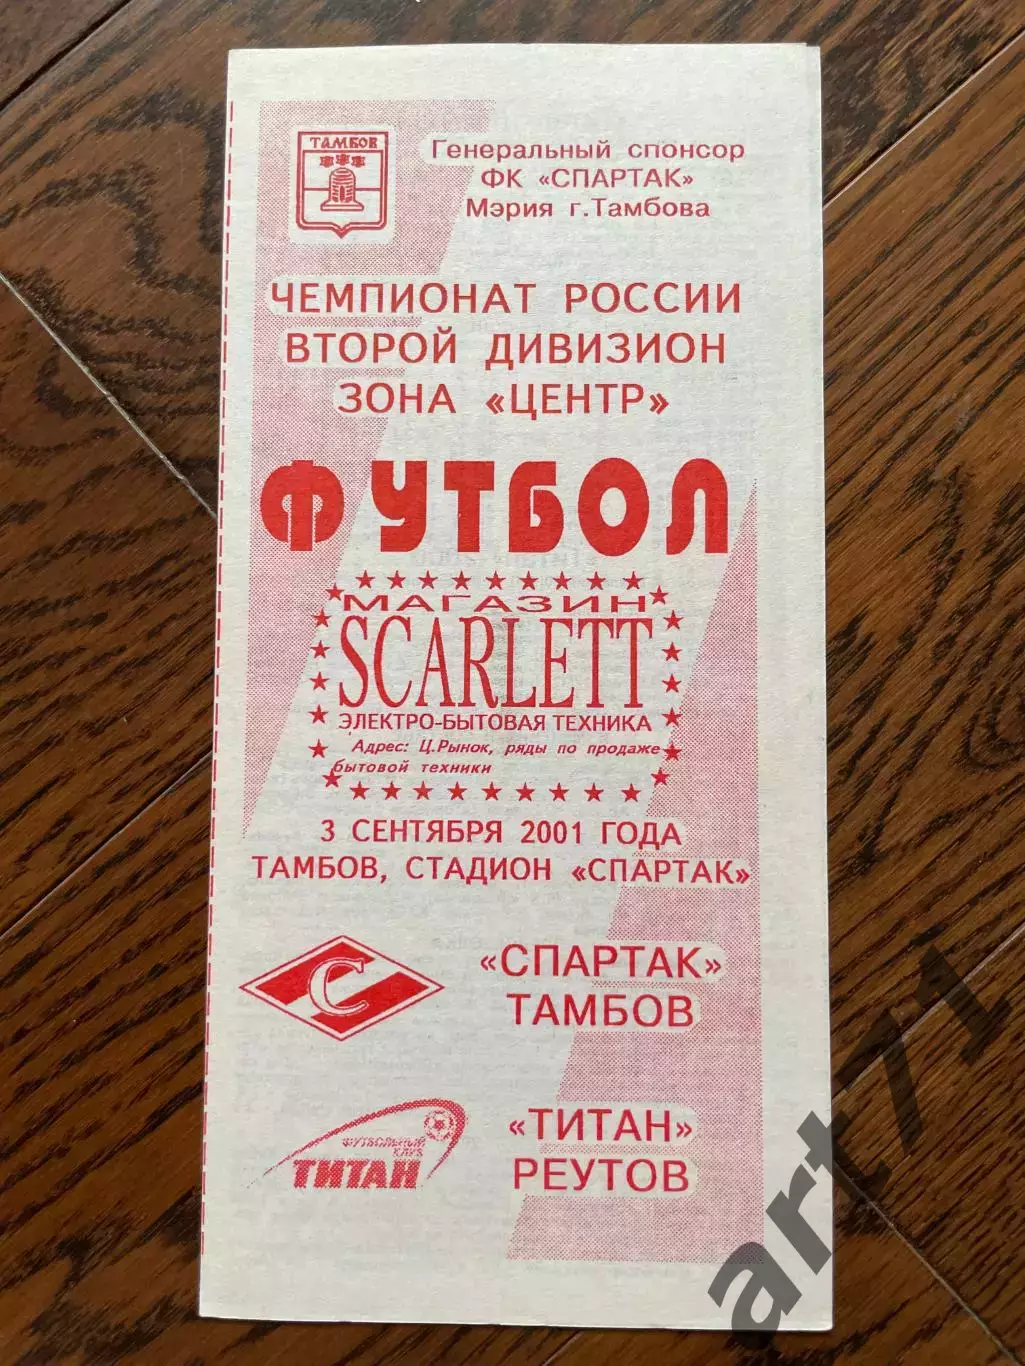 ТАМБОВ
Генеральный спонсор
ФК «СПАРТАК»
Мэрия г.Тамбова
ЧЕМПИОНАТ РОССИИ
ВТОРОЙ ДИВИЗИОН
ЗОНА «ЦЕНТР»
ФУТБОЛ
МАГАЗИН
SCARLETT
ЭЛЕКТРО-БЫТОВАЯ ТЕХНИКА
Адрес: Ц.Рынок, ряды по продаже
бытовой техники
3 СЕНТЯБРЯ 2001 ГОДА
ТАМБОВ, СТАДИОН «СПАРТАК»
С
«СПАРТАК»
ТАМБОВ
ФУТБОЛЬНЫЙ
КЛУБ
ТИТАН
«ТИТАН»
РЕУТОВ
art71